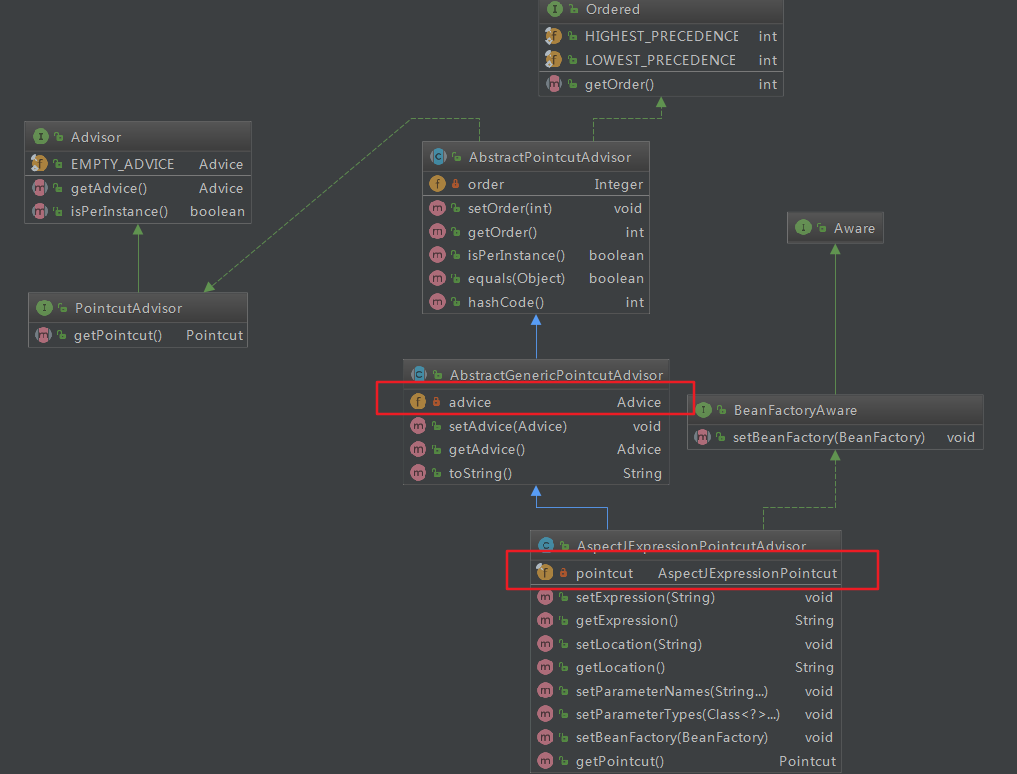 Ordered
HIGHEST_PRECEDENCE int
LOWEST_PRECEDENCE int
getOrder() int
Advisor
EMPTY_ADVICE Advice
getAdvice() Advice
isPerInstance() boolean
AbstractPointcutAdvisor
order Integer
setOrder(int) void
getOrder() int
isPerInstance() boolean
equals(Object) boolean
hashCode() int
Aware
PointcutAdvisor
getPointcut() Pointcut
AbstractGenericPointcutAdvisor
advice Advice
setAdvice(Advice) void
getAdvice() Advice
toString() String
BeanFactoryAware
setBeanFactory(BeanFactory) void
AspectJExpressionPointcutAdvisor
pointcut AspectJExpressionPointcut
setExpression(String) void
getExpression() String
setLocation(String) void
getLocation() String
setParameterNames(String...) void
setParameterTypes(Class<?>...) void
setBeanFactory(BeanFactory) void
getPointcut() Pointcut